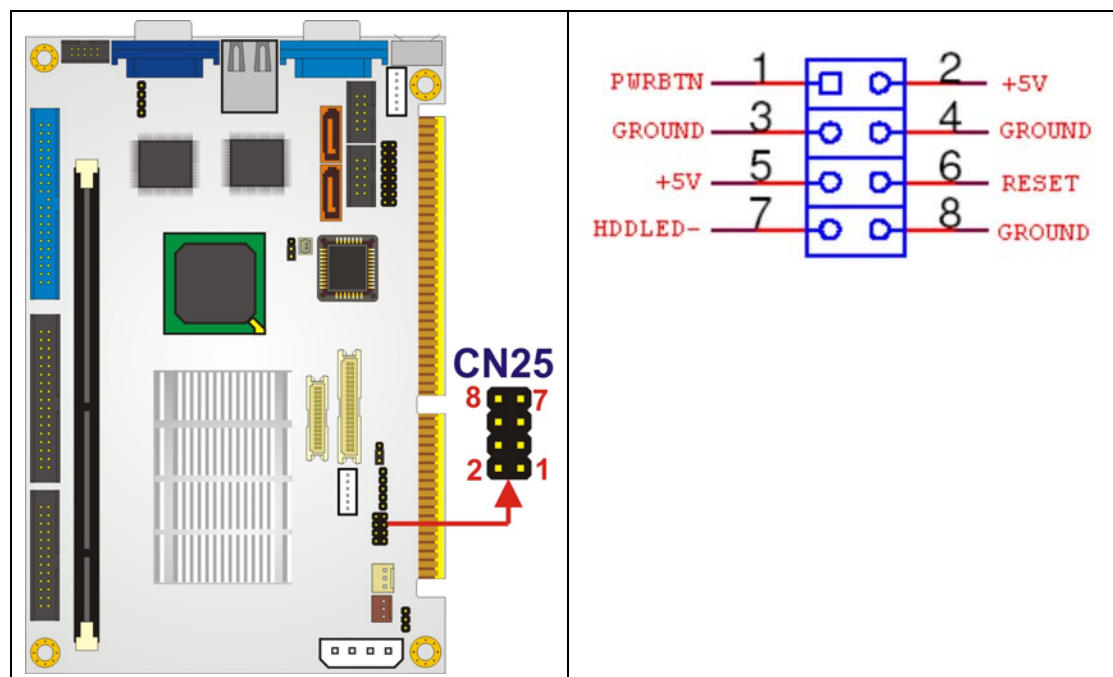 CN25
8 7
2 1
PWRBTN 1 2 +5V
GROUND 3 4 GROUND
+5V 5 6 RESET
HDDLED- 7 8 GROUND